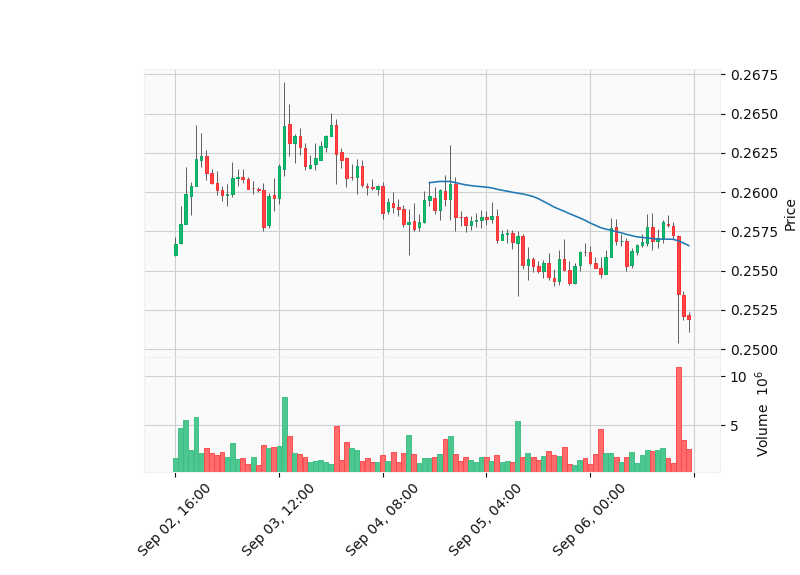 0.2675
0.2650
0.2625
0.2600
0.2575
0.2550
0.2525
0.2500
Price
10
5
Volume 10⁶
Sep 02, 16:00
Sep 03, 12:00
Sep 04, 08:00
Sep 05, 04:00
Sep 06, 00:00